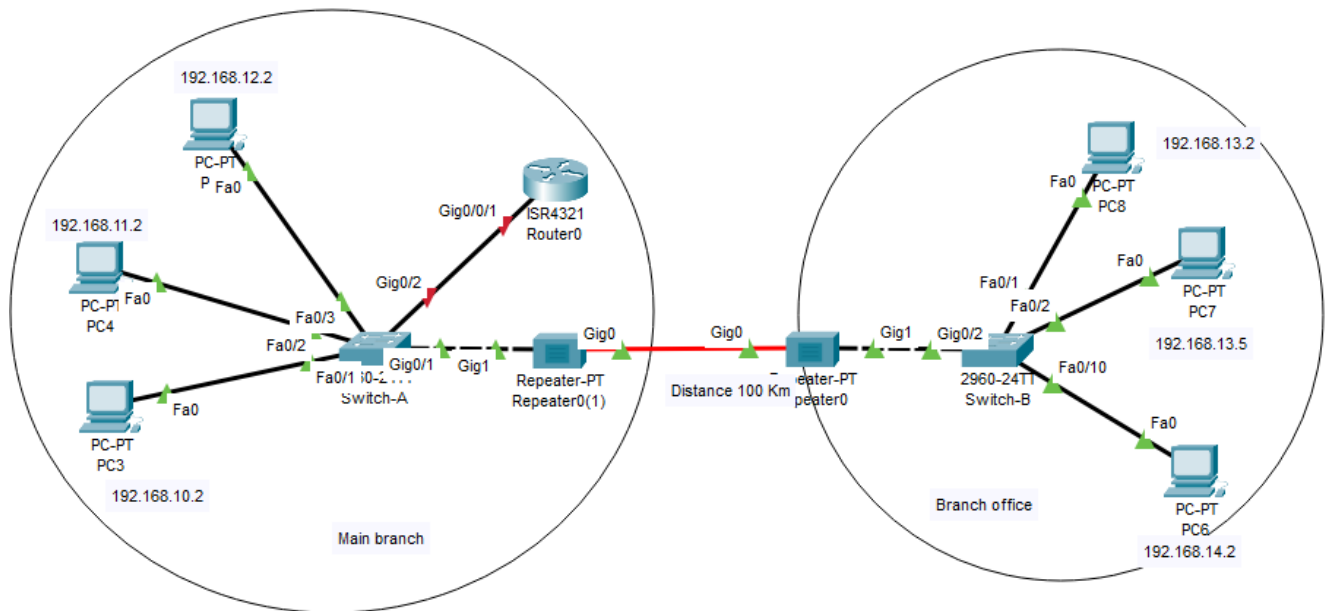 192.168.12.2
PC-PT
P
Fa0
192.168.11.2
Fa0
PC4
PC-PT
PC3
Fa0
192.168.10.2
Gig0/0/1
ISR4321
Router0
Gig0/2
Fa0/3
Fa0/2
Fa0/1
Gig0/1
Switch-A
Gig1
Repeater-PT
Repeater0(1)
Gig0
Main branch
Distance 100 Km
Gig0
Gig1
Gig0/2
2960-24TT
Switch-B
Fa0/1
Fa0/2
Fa0/10
192.168.13.2
Fa0
PC-PT
PC8
Fa0
PC-PT
PC7
192.168.13.5
Fa0
PC-PT
PC6
192.168.14.2
Branch office